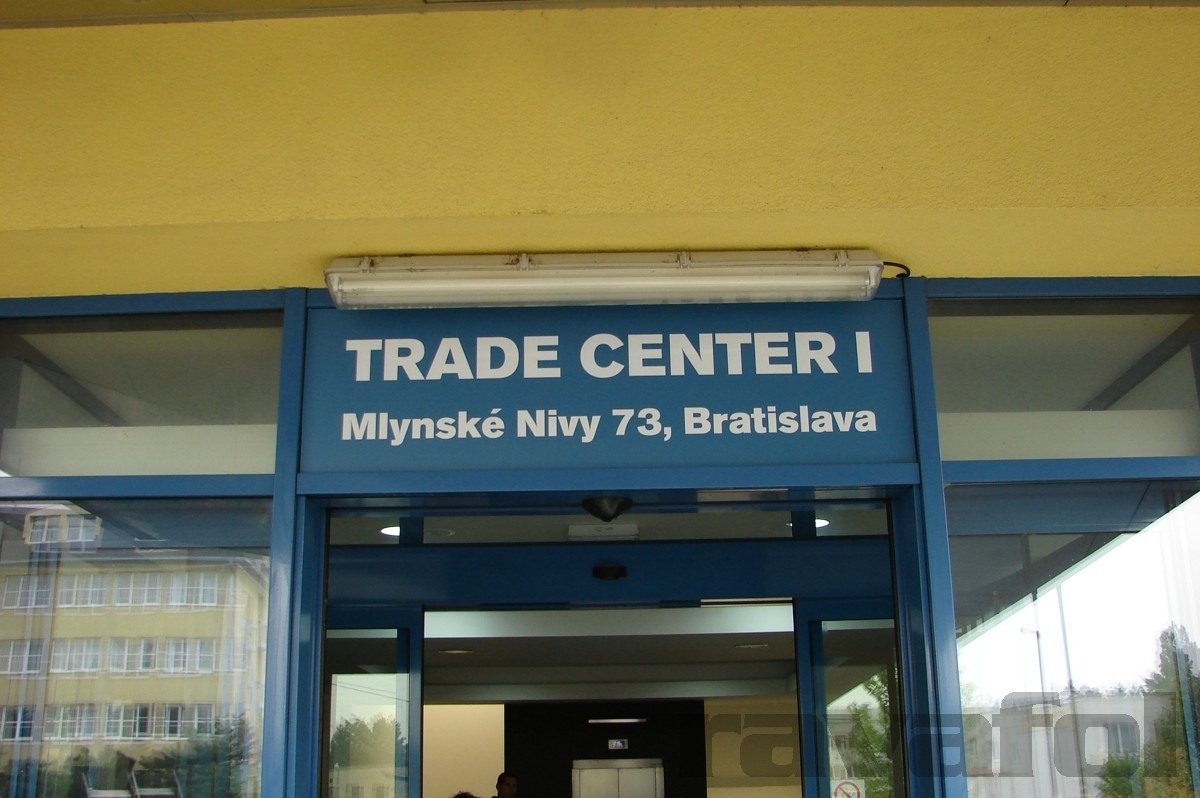 TRADE CENTER I
Mlynské Nivy 73, Bratislava